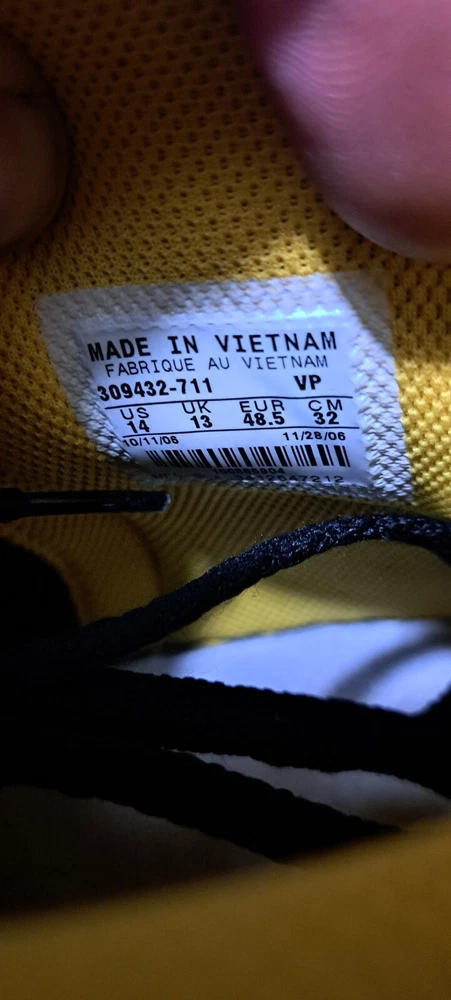 MADE IN VIETNAM
FABRIQUE AU VIETNAM
309432-711 VP
US UK EUR CM
14 13 48.5 32
10/11/06 11/28/06